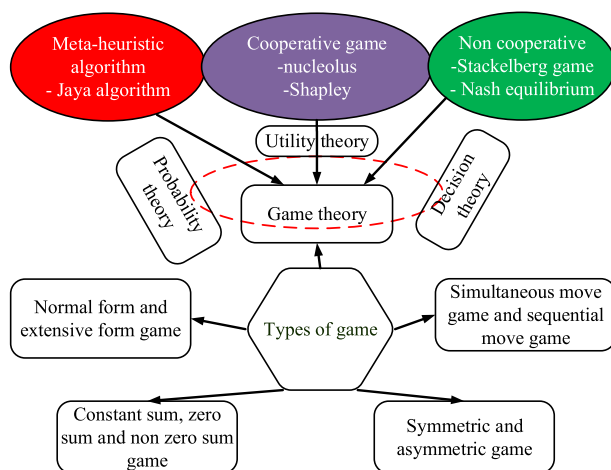 Meta-heuristic
algorithm
- Jaya algorithm
Cooperative game
-nucleolus
-Shapley
Non cooperative
-Stackelberg game
- Nash equilibrium
Utility theory
Probability
theory
Decision
theory
Game theory
Types of game
Normal form and
extensive form game
Simultaneous move
game and sequential
move game
Constant sum, zero
sum and non zero sum
game
Symmetric and
asymmetric game